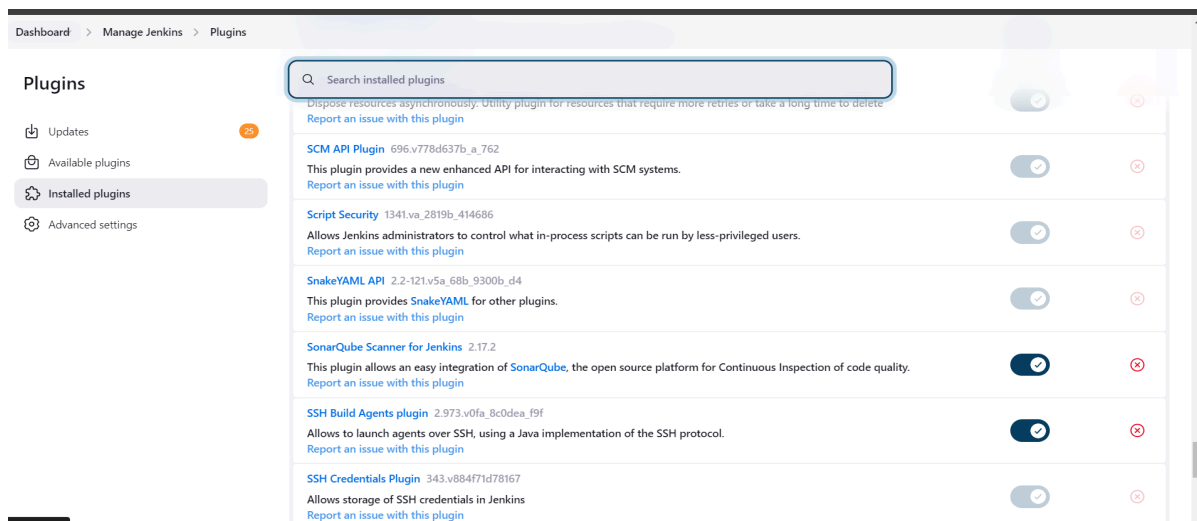 Dashboard > Manage Jenkins > Plugins
Plugins
Updates 25
Available plugins
Installed plugins
Advanced settings
Search installed plugins
Dispose resources asynchronously. Utility plugin for resources that require more retries or take a long time to delete
Report an issue with this plugin
SCM API Plugin 696.v778d637b_a_762
This plugin provides a new enhanced API for interacting with SCM systems.
Report an issue with this plugin
Script Security 1341.va_2819b_414686
Allows Jenkins administrators to control what in-process scripts can be run by less-privileged users.
Report an issue with this plugin
SnakeYAML API 2.2-121.v5a_68b_9300b_d4
This plugin provides SnakeYAML for other plugins.
Report an issue with this plugin
SonarQube Scanner for Jenkins 2.17.2
This plugin allows an easy integration of SonarQube, the open source platform for Continuous Inspection of code quality.
Report an issue with this plugin
SSH Build Agents plugin 2.973.v0fa_8c0dea_f9f
Allows to launch agents over SSH, using a Java implementation of the SSH protocol.
Report an issue with this plugin
SSH Credentials Plugin 343.v884f71d78167
Allows storage of SSH credentials in Jenkins
Report an issue with this plugin